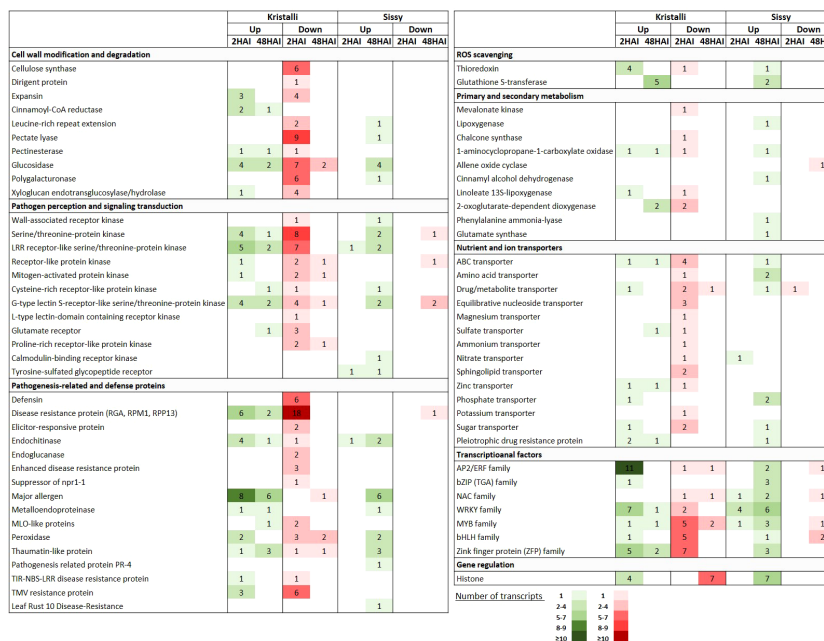 Kristalli Sissy
Up Down Up Down
2HAI 48HAI 2HAI 48HAI 2HAI 48HAI 2HAI 48HAI
Cell wall modification and degradation
Cellulose synthase 6
Dirigent protein 1
Expansin 3 4
Cinnamoyl-CoA reductase 2 1
Leucine-rich repeat extension 2 1
Pectate lyase 9 1
Pectinesterase 1 1 1
Glucosidase 4 2 7 2 4
Polygalacturonase 6 1
Xyloglucan endotransglucosylase/hydrolase 1 4
Pathogen perception and signaling transduction
Wall-associated receptor kinase 1 1
Serine/threonine-protein kinase 4 1 8 2 1
LRR receptor-like serine/threonine-protein kinase 5 2 7 1 2
Receptor-like protein kinase 1 2 1 1
Mitogen-activated protein kinase 1 2 1
Cysteine-rich receptor-like protein kinase 1 1 1
G-type lectin S-receptor-like serine/threonine-protein kinase 4 2 4 1 2 2
L-type lectin-domain containing receptor kinase 1
Glutamate receptor 1 3
Proline-rich receptor-like protein kinase 2 1
Calmodulin-binding receptor kinase 1
Tyrosine-sulfated glycopeptide receptor 1 1
Pathogenesis-related and defense proteins
Defensin 6
Disease resistance protein (RGA, RPM1, RPP13) 6 2 1
Elicitor-responsive protein 2
Endochitinase 4 1 1 1 2
Endoglucanase 2
Enhanced disease resistance protein 3
Suppressor of npr1-1 1
Major allergen 8 6 1 6
Metalloendoproteinase 1 1 1
MLO-like proteins 1 2
Peroxidase 2 3 2 2
Thaumatin-like protein 1 3 1 1 3
Pathogenesis related protein PR-4 1
TIR-NBS-LRR disease resistance protein 1 1
TMV resistance protein 3 6
Leaf Rust 10 Disease-Resistance 1
Kristalli Sissy
Up Down Up Down
2HAI 48HAI 2HAI 48HAI 2HAI 48HAI 2HAI 48HAI
ROS scavenging
Thioredoxin 4 1 1
Glutathione S-transferase 5 2
Primary and secondary metabolism
Mevalonate kinase 1
Lipoxygenase 1
Chalcone synthase 1
1-aminocyclopropane-1-carboxylate oxidase 1 1 1 1
Allene oxide cyclase 1
Cinnamyl alcohol dehydrogenase 1
Linoleate 13S-lipoxygenase 1 1
2-oxoglutarate-dependent dioxygenase 2 2
Phenylalanine ammonia-lyase 1
Glutamate synthase 1
Nutrient and ion transporters
ABC transporter 1 1 4 1
Amino acid transporter 1 2
Drug/metabolite transporter 1 2 1 1 1
Equilibrative nucleoside transporter 3
Magnesium transporter 1
Sulfate transporter 1 1
Ammonium transporter 1
Nitrate transporter 1 1
Sphingolipid transporter 2
Zinc transporter 1 1 1
Phosphate transporter 1 2
Potassium transporter 1
Sugar transporter 1 2 1
Pleiotropic drug resistance protein 2 1 1
Transcriptioanal factors
AP2/ERF family 11 1 1 2 1
bZIP (TGA) family 1 3
NAC family 1 1 1 2 1
WRKY family 7 1 2 4 6
MYB family 1 1 5 2 1 3 1
bHLH family 1 5 1 2
Zink finger protein (ZFP) family 5 2 7 3
Gene regulation
Histone 4 7 7
Number of transcripts 1 1
2-4 2-4
5-7 5-7
8-9 8-9
≥10 ≥10